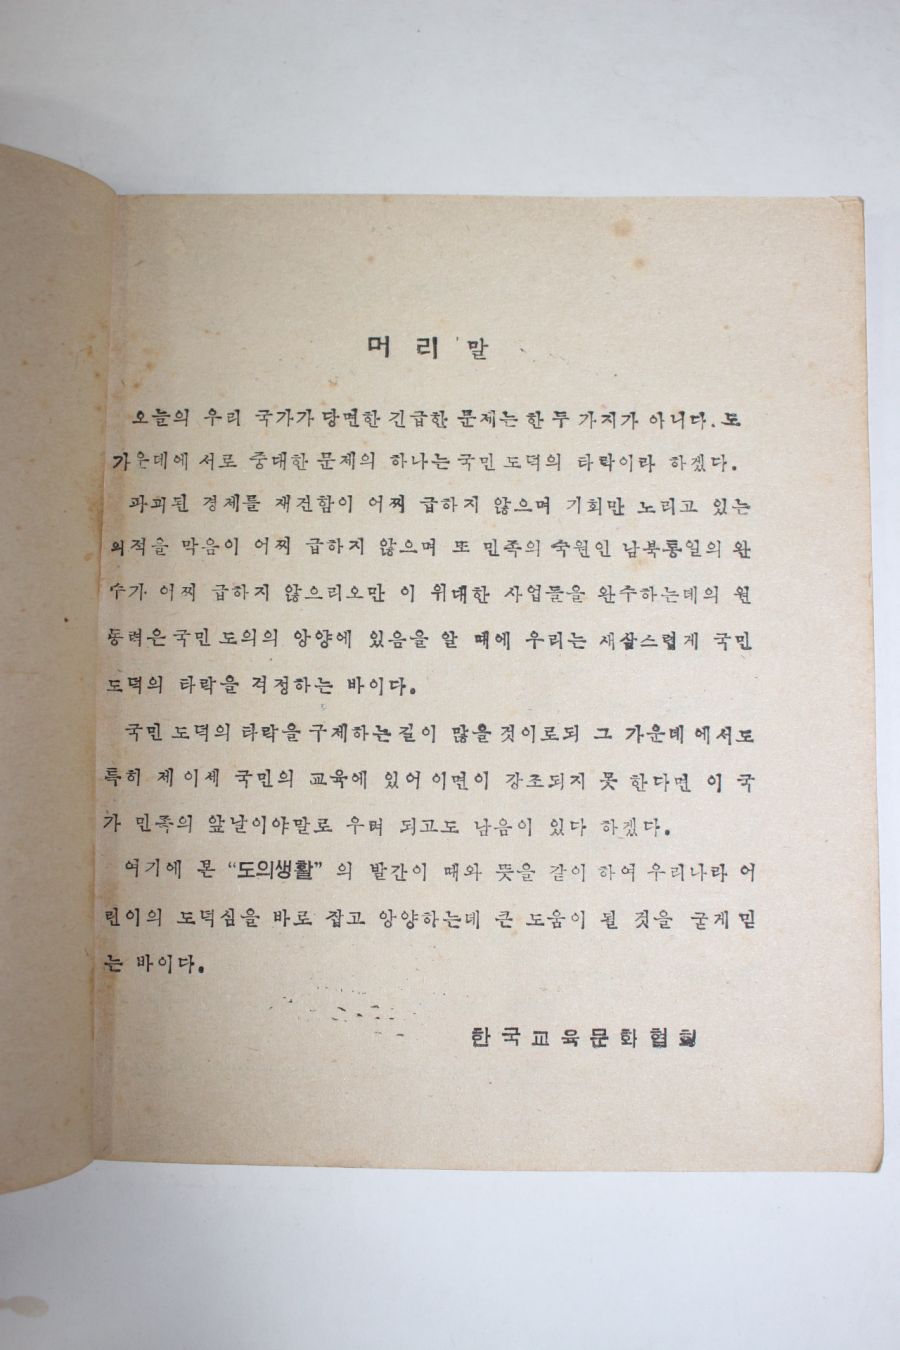 머 리 말
오늘의 우리 국가가 당면한 긴급한 문제는 한 두 가지가 아니다. 도
가운데에 서로 중대한 문제의 하나는 국민 도덕의 타락이라 하겠다.
파괴된 경제를 재건함이 어찌 급하지 않으며 기회만 노리고 있는
외적을 막음이 어찌 급하지 않으며 또 민족의 숙원인 남북통일의 완
수가 어찌 급하지 않으리오만 이 위대한 사업들을 완수하는데의 원
동력은 국민 도의의 앙양에 있음을 알 때에 우리는 새삼스럽게 국민
도덕의 타락을 걱정하는 바이다.
국민 도덕의 타락을 구제하는 길이 많을 것이로되 그 가운데 에서도
특히 제 이세 국민의 교육에 있어 이면이 강조되지 못 한다면 이 국
가 민족의 앞날이야말로 우려 되고도 남음이 있다 하겠다.
여기에 본 “도의생활” 의 발간이 때와 뜻을 같이 하여 우리나라 어
린이의 도덕심을 바로 잡고 앙양하는데 큰 도움이 될 것을 굳게 믿
는 바이다.
한국교육문화협회